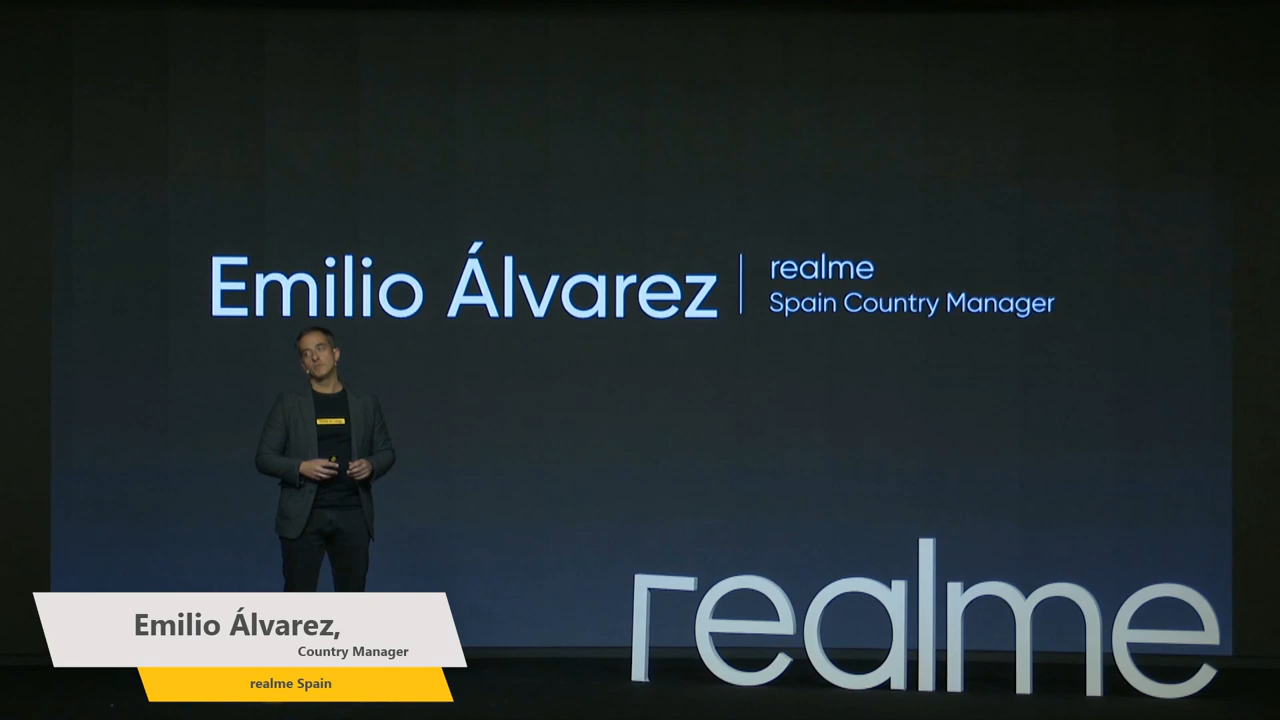 Emilio Álvarez
realme
Spain Country Manager
realme
Emilio Álvarez,
Country Manager
realme Spain